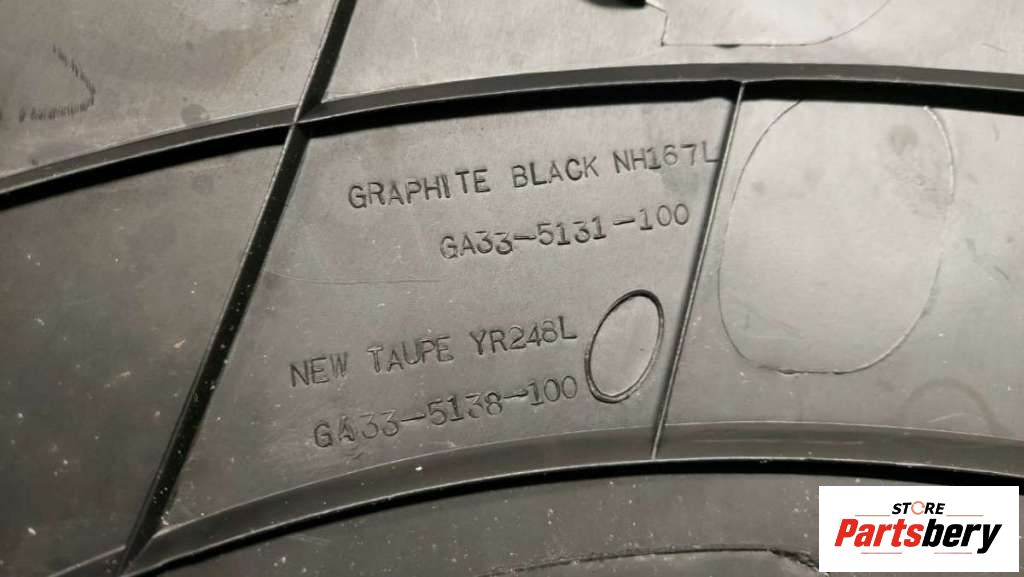 GRAPHITE BLACK NH167L
GA33-5131-100
NEW TAUPE YR248L
GA33-5138-100
STORE
Partsbery